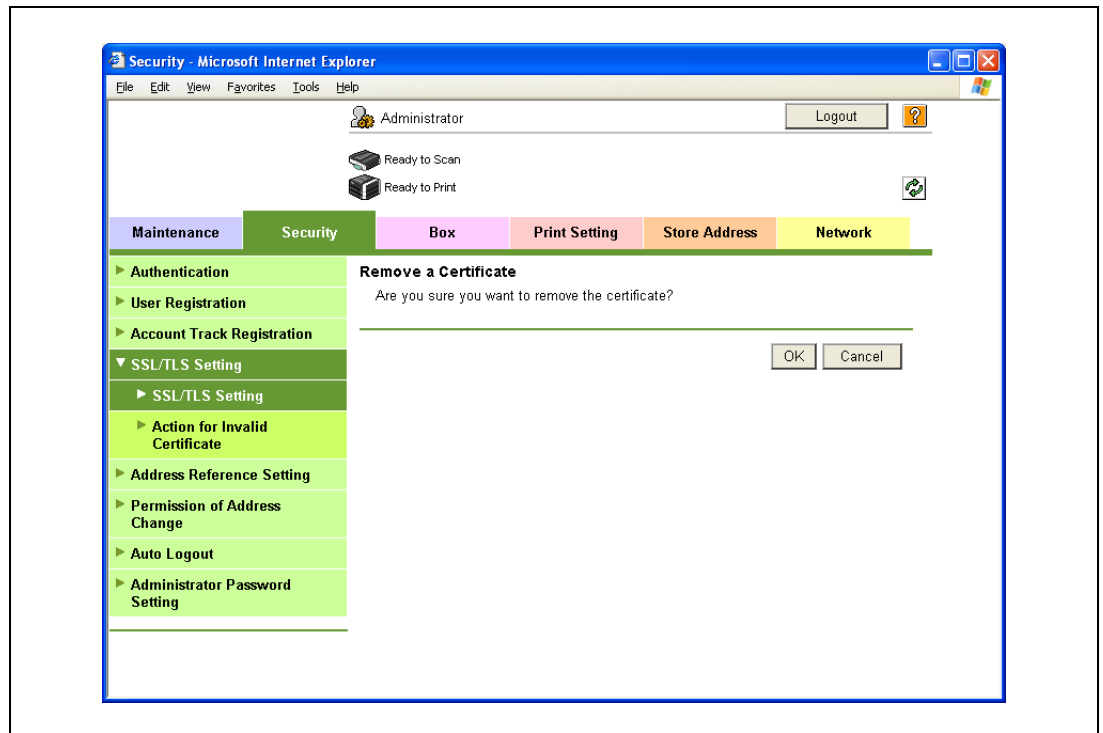 Security - Microsoft Internet Explorer
File Edit View Favorites Tools Help
Administrator
Logout
?
Ready to Scan
Ready to Print
Maintenance Security Box Print Setting Store Address Network
Authentication
User Registration
Account Track Registration
SSL/TLS Setting
SSL/TLS Setting
Action for Invalid
Certificate
Address Reference Setting
Permission of Address
Change
Auto Logout
Administrator Password
Setting
Remove a Certificate
Are you sure you want to remove the certificate?
OK Cancel